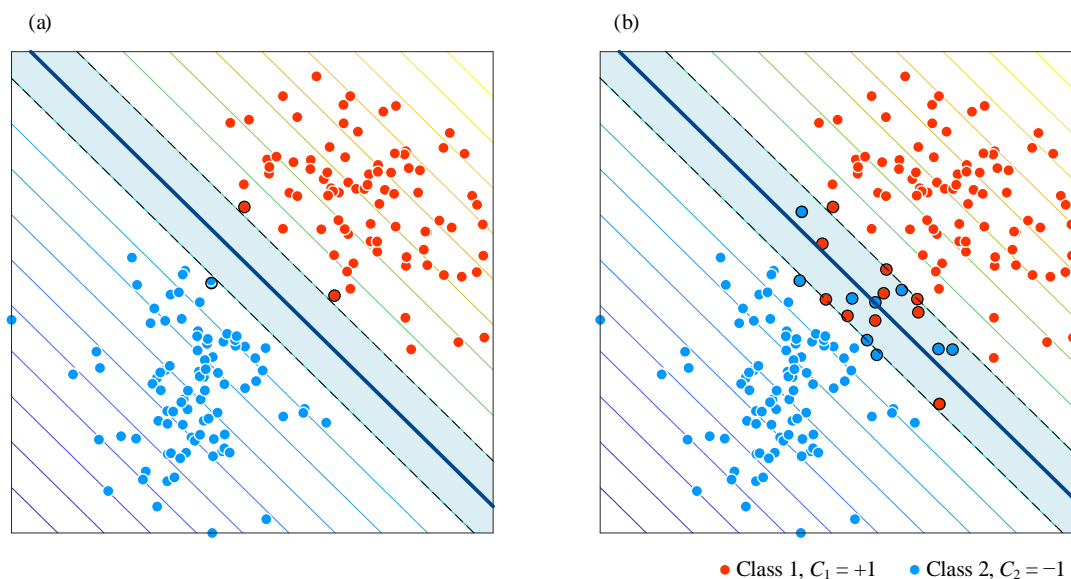 (a)
(b)
Class 1, C₁ = +1
Class 2, C₂ = −1